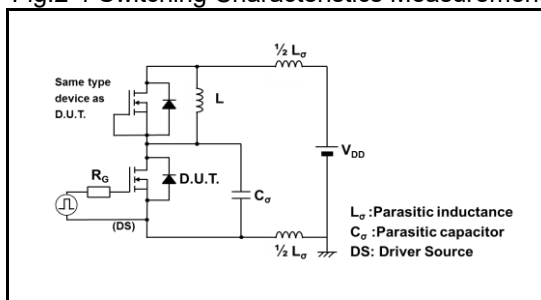 Fig.2-1 Switching Characteristics Measurement
½ Lσ
Same type
device as
D.U.T.
L
VDD
RG
D.U.T.
Cσ
(DS)
½ Lσ
Lσ :Parasitic inductance
Cσ :Parasitic capacitor
DS: Driver Source